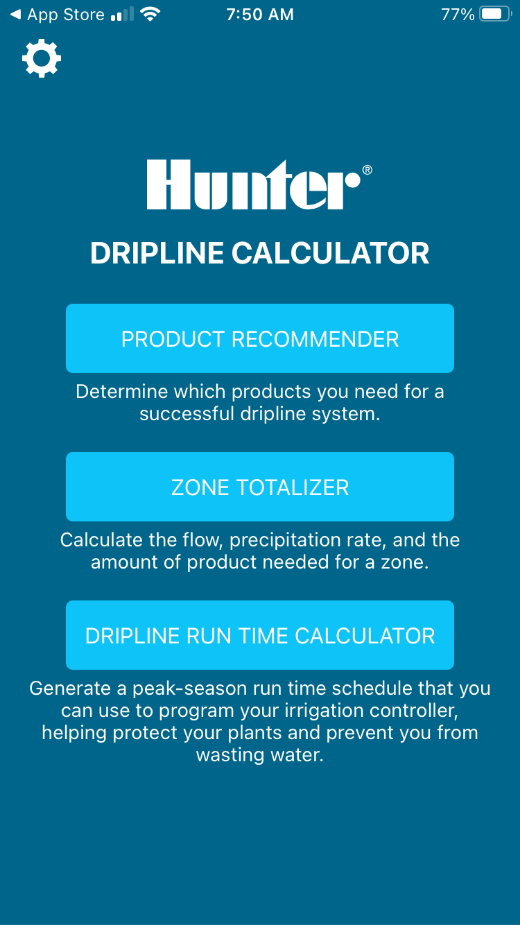 ◀ App Store 7:50 AM 77%
Hunter®
DRIPLINE CALCULATOR
PRODUCT RECOMMENDER
Determine which products you need for a
successful dripline system.
ZONE TOTALIZER
Calculate the flow, precipitation rate, and the
amount of product needed for a zone.
DRIPLINE RUN TIME CALCULATOR
Generate a peak-season run time schedule that you
can use to program your irrigation controller,
helping protect your plants and prevent you from
wasting water.